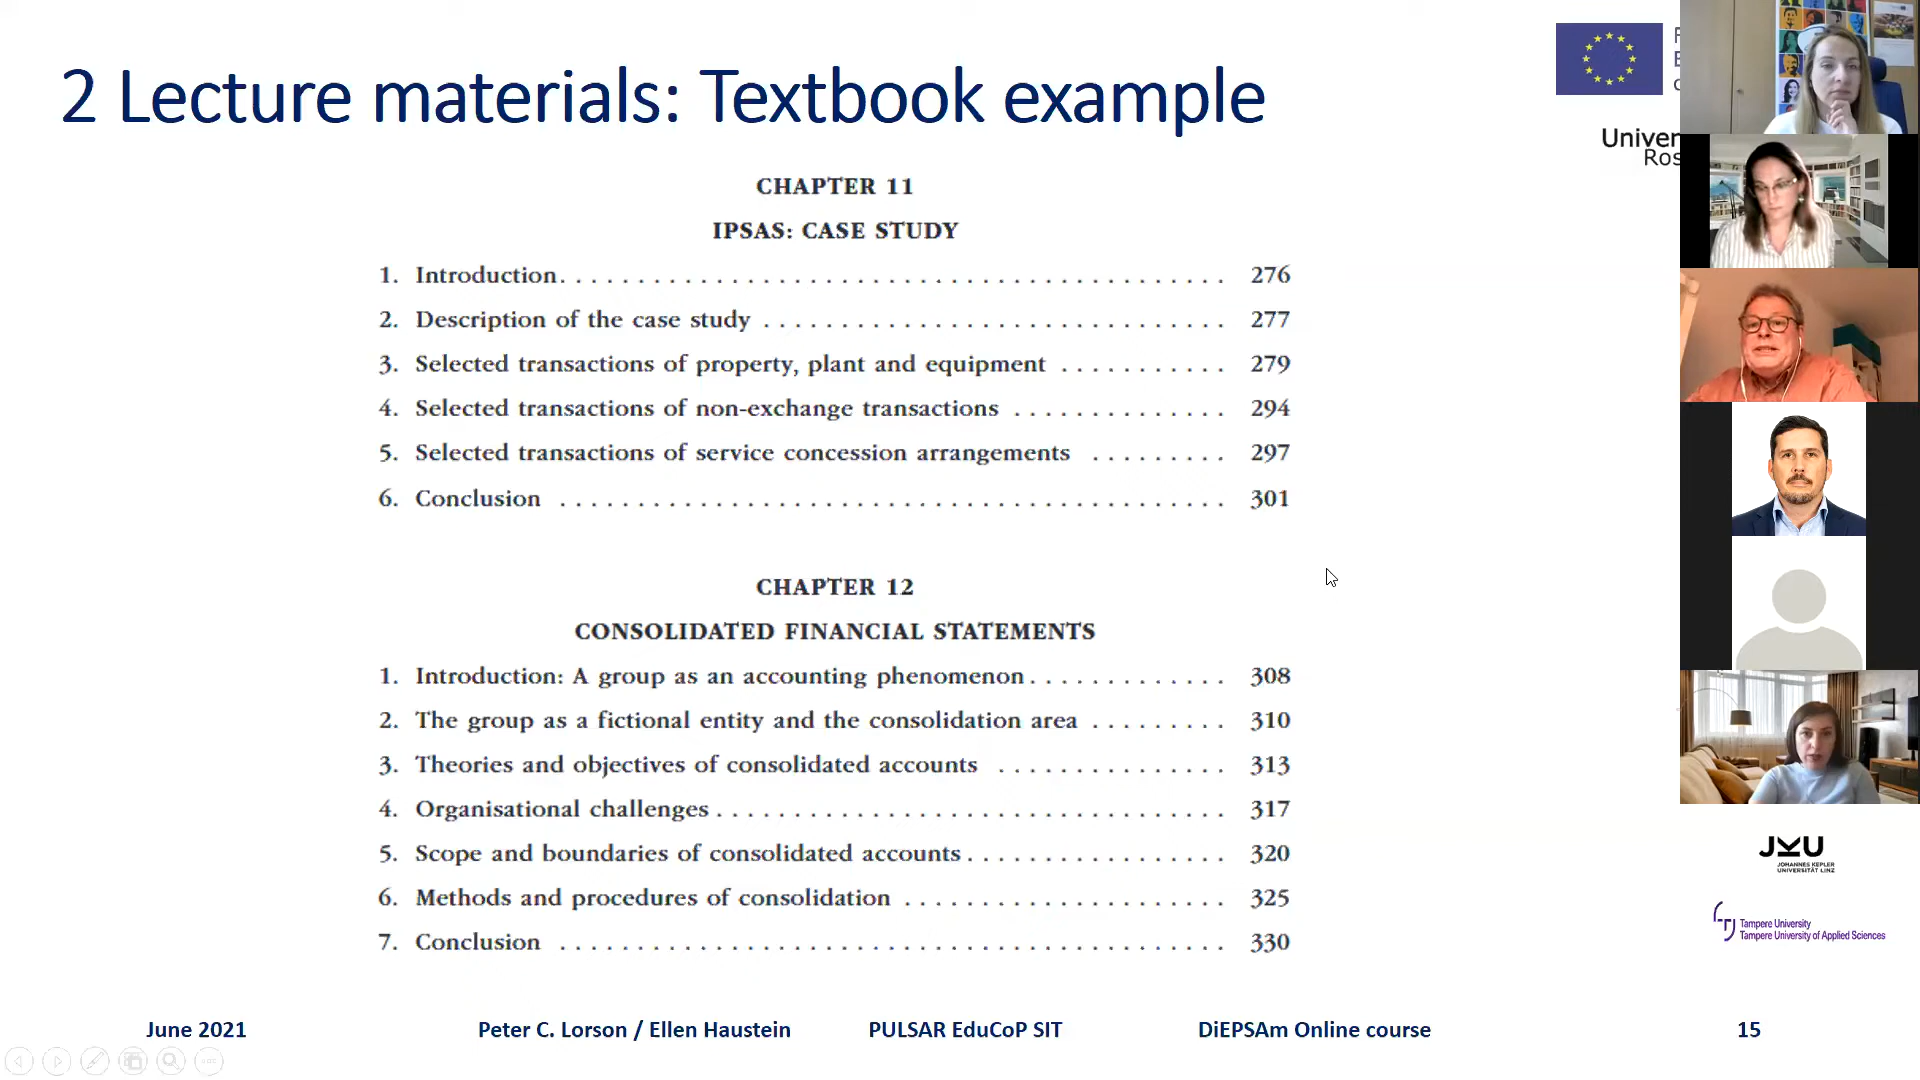 2 Lecture materials: Textbook example
CHAPTER 11
IPSAS: CASE STUDY
1. Introduction. . . . . . . . . . . . . . . . . . . . . . . . . . . . . . . . . . . . . . . 276
2. Description of the case study . . . . . . . . . . . . . . . . . . . . . . . . . . . 277
3. Selected transactions of property, plant and equipment . . . . . . . . . . . 279
4. Selected transactions of non-exchange transactions . . . . . . . . . . . . . 294
5. Selected transactions of service concession arrangements . . . . . . . . . 297
6. Conclusion . . . . . . . . . . . . . . . . . . . . . . . . . . . . . . . . . . . . . . . 301
CHAPTER 12
CONSOLIDATED FINANCIAL STATEMENTS
1. Introduction: A group as an accounting phenomenon . . . . . . . . . . . . . 308
2. The group as a fictional entity and the consolidation area . . . . . . . . . 310
3. Theories and objectives of consolidated accounts . . . . . . . . . . . . . . 313
4. Organisational challenges . . . . . . . . . . . . . . . . . . . . . . . . . . . . . . 317
5. Scope and boundaries of consolidated accounts . . . . . . . . . . . . . . . . 320
6. Methods and procedures of consolidation . . . . . . . . . . . . . . . . . . . 325
7. Conclusion . . . . . . . . . . . . . . . . . . . . . . . . . . . . . . . . . . . . . . . 330
JKU
JOHANNES KEPLER
UNIVERSITÄT LINZ
Tampere University
Tampere University of Applied Sciences
June 2021 Peter C. Lorson / Ellen Haustein PULSAR EduCoP SIT DiEPSAm Online course 15